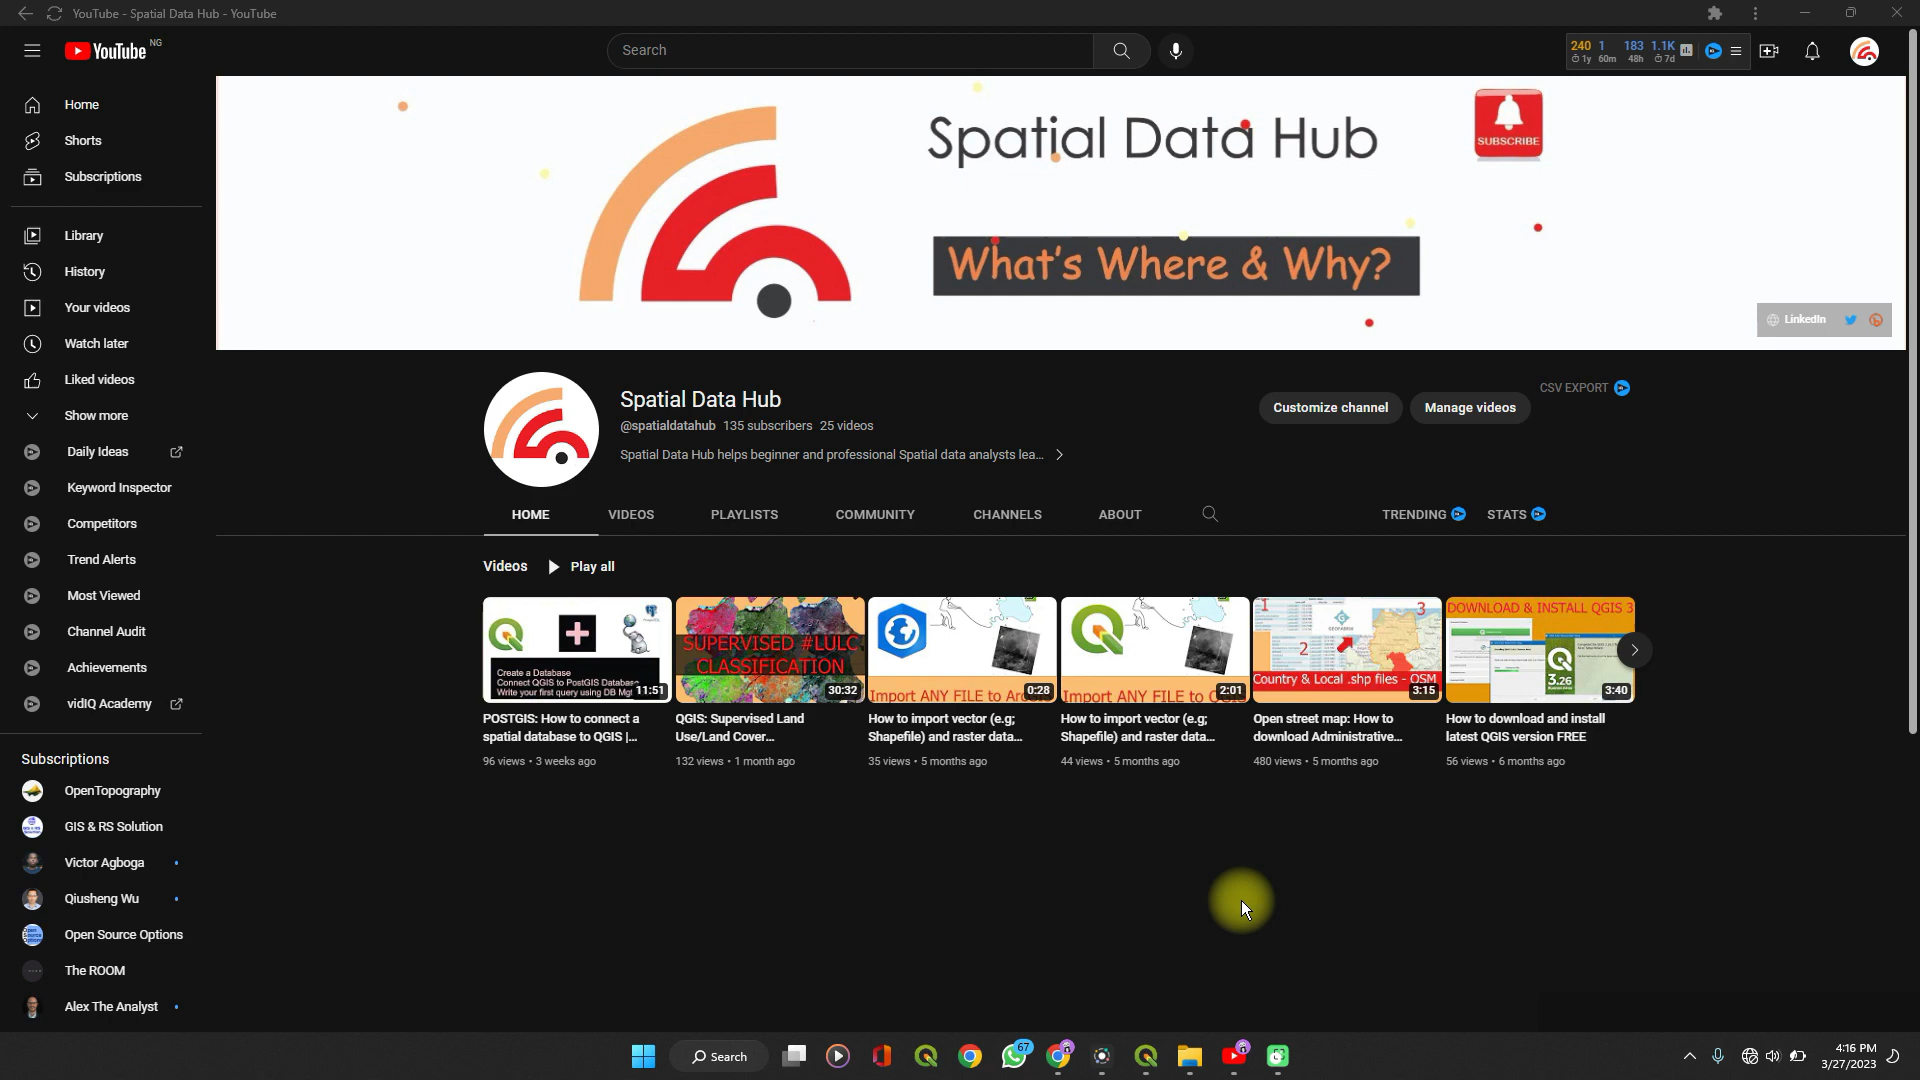 YouTube - Spatial Data Hub - YouTube
YouTube NG
Search
240 1 183 1.1K
1y 60m 48h 7d
Home
Shorts
Subscriptions
Library
History
Your videos
Watch later
Liked videos
Show more
Daily Ideas
Keyword Inspector
Competitors
Trend Alerts
Most Viewed
Channel Audit
Achievements
vidIQ Academy
Subscriptions
OpenTopography
GIS & RS Solution
Victor Agboga
Qiusheng Wu
Open Source Options
The ROOM
Alex The Analyst
Spatial Data Hub
SUBSCRIBE
What's Where & Why?
LinkedIn
Spatial Data Hub
@spatialdatahub 135 subscribers 25 videos
Spatial Data Hub helps beginner and professional Spatial data analysts lea...
Customize channel
Manage videos
CSV EXPORT
HOME VIDEOS PLAYLISTS COMMUNITY CHANNELS ABOUT TRENDING STATS
Videos Play all
Create a Database
Connect QGIS to PostGIS Database
Write your first query using DB
11:51
POSTGIS: How to connect a
spatial database to QGIS |...
96 views • 3 weeks ago
SUPERVISED #LULC
CLASSIFICATION
30:32
QGIS: Supervised Land
Use/Land Cover...
132 views • 1 month ago
Import ANY FILE to
0:28
How to import vector (e.g;
Shapefile) and raster data...
35 views • 5 months ago
Import ANY FILE to
2:01
How to import vector (e.g;
Shapefile) and raster data...
44 views • 5 months ago
1
2
3
GEOFABRIK
Country & Local .shp files - OSM
3:15
Open street map: How to
download Administrative...
480 views • 5 months ago
DOWNLOAD & INSTALL QGIS 3
3.26
3:40
How to download and install
latest QGIS version FREE
56 views • 6 months ago
Search
67
4:16 PM
3/27/2023